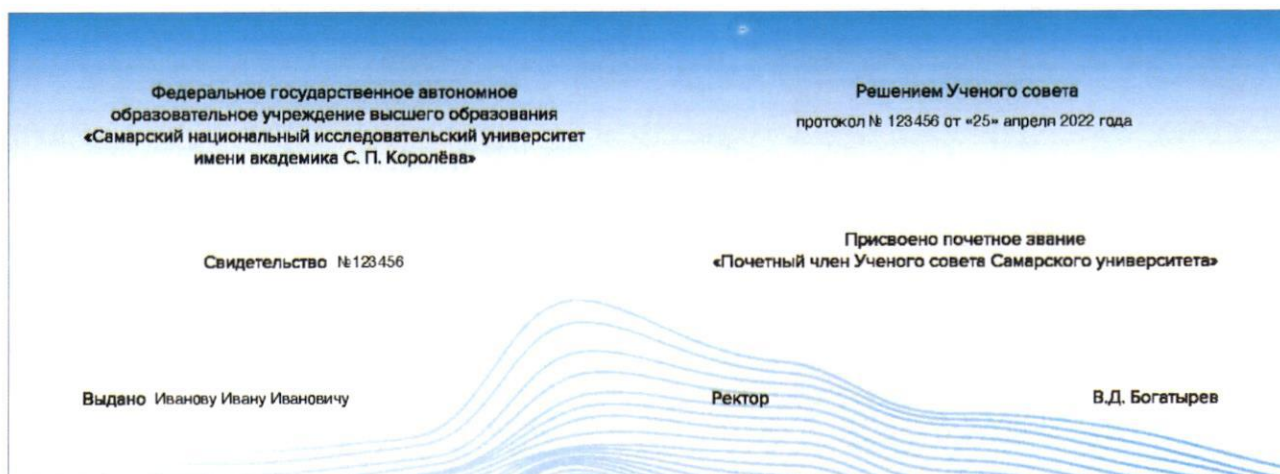 Федеральное государственное автономное
образовательное учреждение высшего образования
«Самарский национальный исследовательский университет
имени академика С. П. Королёва»
Свидетельство №123456
Выдано Иванову Ивану Ивановичу
Решением Ученого совета
протокол № 123456 от «25» апреля 2022 года
Присвоено почетное звание
«Почетный член Ученого совета Самарского университета»
Ректор В.Д. Богатырев